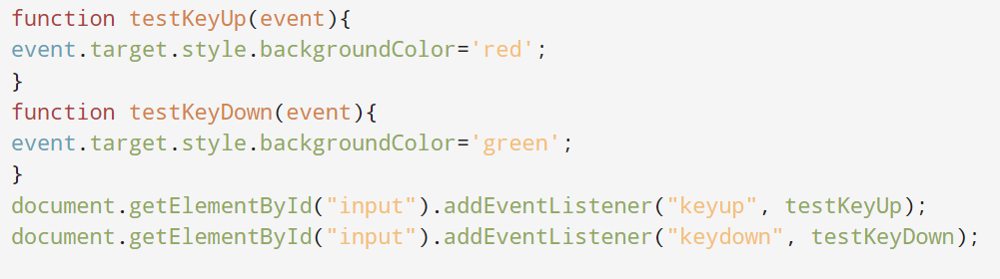 function testKeyUp(event){
event.target.style.backgroundColor='red';
}
function testKeyDown(event){
event.target.style.backgroundColor='green';
}
document.getElementById("input").addEventListener("keyup", testKeyUp);
document.getElementById("input").addEventListener("keydown", testKeyDown);